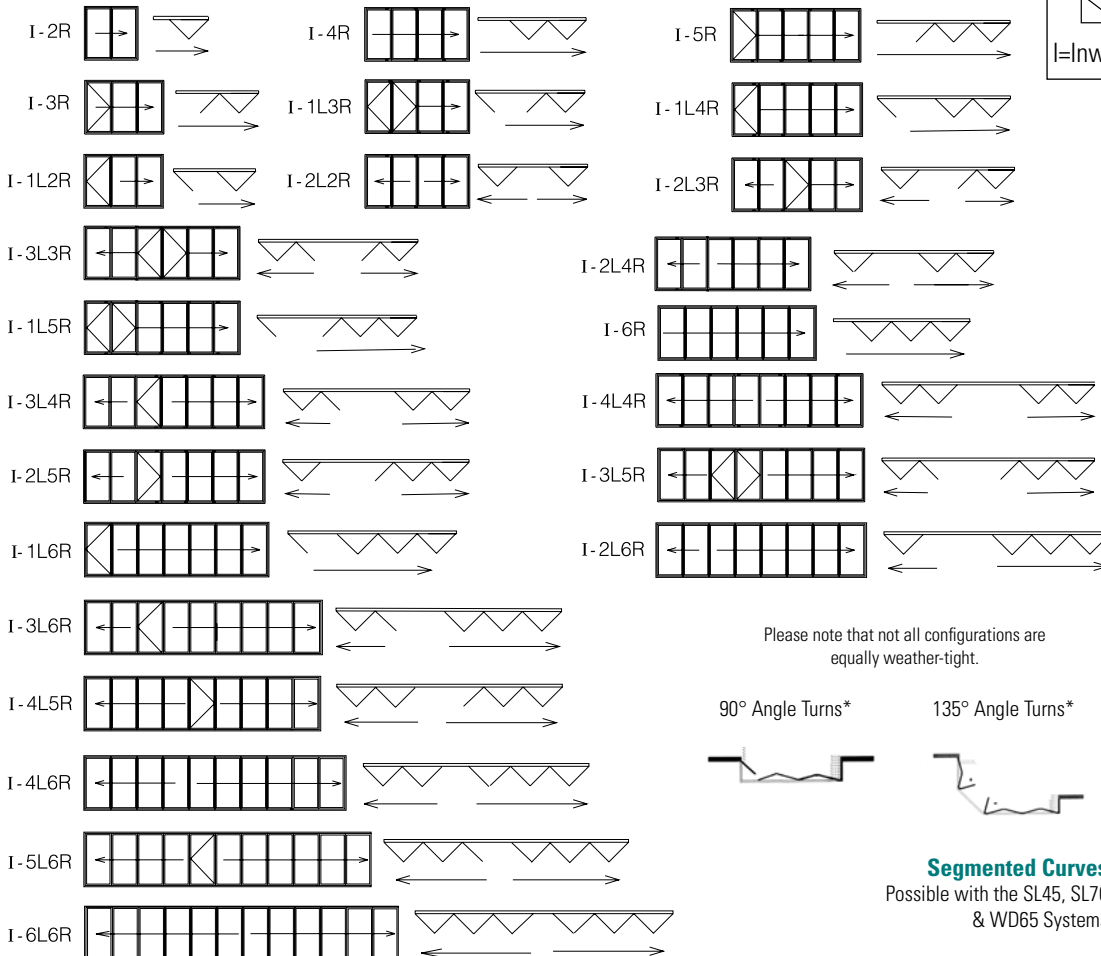 I-2R
I-4R
I-5R
I=Inw
I-3R
I-1L3R
I-1L4R
I-1L2R
I-2L2R
I-2L3R
I-3L3R
I-2L4R
I-1L5R
I-6R
I-3L4R
I-4L4R
I-2L5R
I-3L5R
I-1L6R
I-2L6R
I-3L6R
Please note that not all configurations are
equally weather-tight.
I-4L5R
90° Angle Turns*
135° Angle Turns*
I-4L6R
I-5L6R
Segmented Curves
Possible with the SL45, SL70
& WD65 Systems
I-6L6R